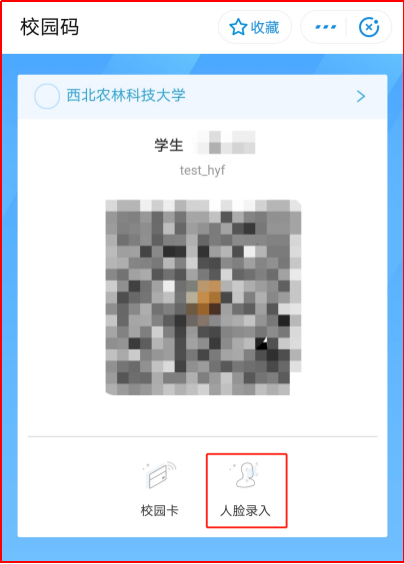 校园码
收藏
西北农林科技大学
学生
test_hyf
校园卡
人脸录入